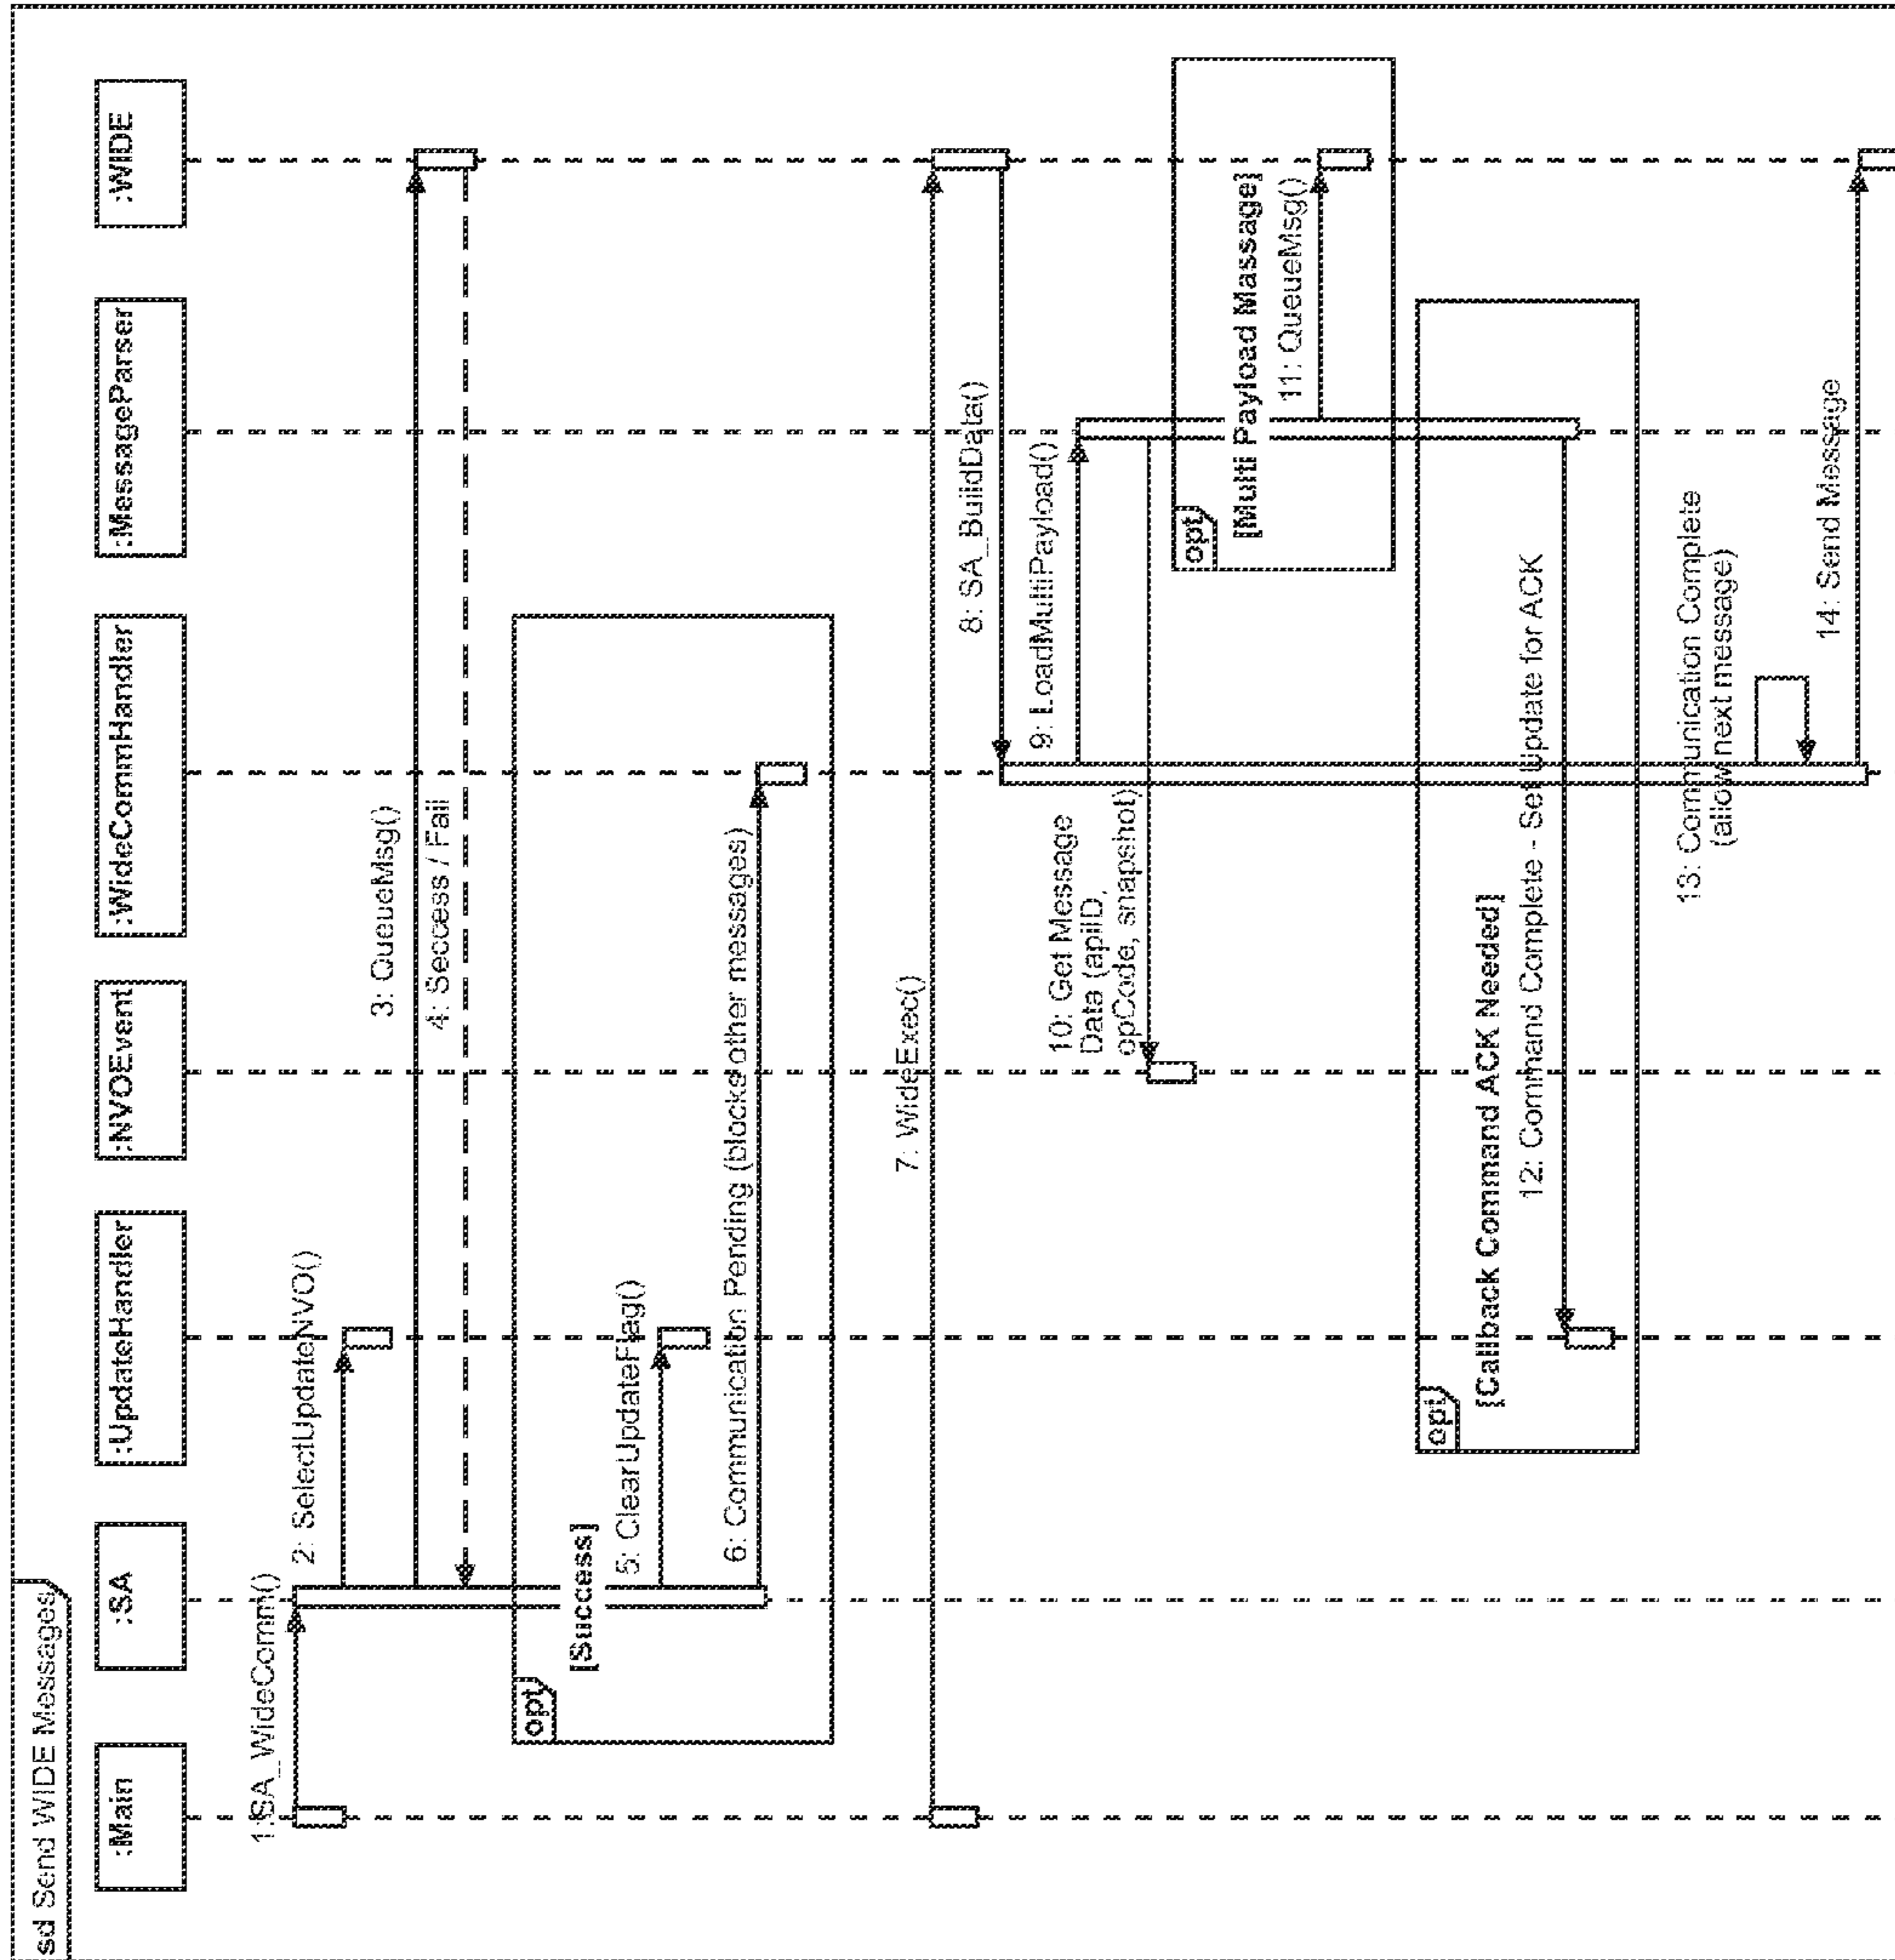 sd Send WIDE Messages
:Main
:SA
:UpdateHandler
:NVOEvent
:WideCommHandler
:MessageParser
:WIDE
1:SA_WideComm()
2: SelectUpdateNVO()
3: QueueMsg()
4: Seccess / Fail
opt
[Success]
5: ClearUpdateFlag()
6: Communication Pending (blocks other messages)
7: WideExec()
8: SA_BuildData()
9: LoadMultiPayload()
10: Get Message
Data (apiID,
opCode, snapshot)
opt
[Multi Payload Massage]
11: QueueMsg()
opt
[Callback Command ACK Needed]
12: Command Complete - Set Update for ACK
13: Communication Complete
(allow next message)
14: Send Message